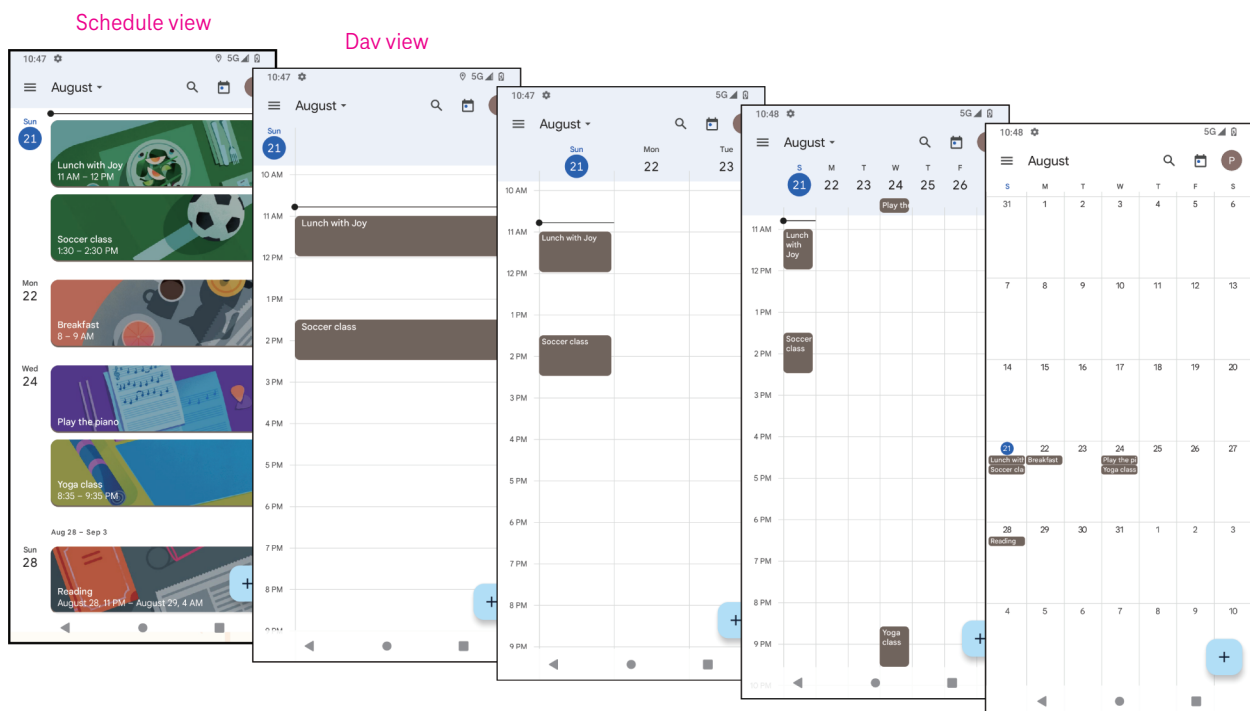 Schedule view
Day view
10:47
5G
August
Sun
21
Lunch with Joy
11 AM – 12 PM
Soccer class
1:30 – 2:30 PM
Mon
22
Breakfast
8 – 9 AM
Wed
24
Play the piano
Yoga class
8:35 – 9:35 PM
Aug 28 – Sep 3
Sun
28
Reading
August 28, 11 PM – August 29, 4 AM
+
10:47
5G
August
Sun
21
10 AM
11 AM
Lunch with Joy
12 PM
1 PM
Soccer class
2 PM
3 PM
4 PM
5 PM
6 PM
7 PM
8 PM
+
9 PM
10:47
5G
August
Sun Mon Tue
21 22 23
10 AM
11 AM
Lunch with Joy
12 PM
1 PM
Soccer class
2 PM
3 PM
4 PM
5 PM
6 PM
7 PM
8 PM
+
9 PM
10:48
5G
August
S M T W T F
21 22 23 24 25 26
Play the
11 AM
Lunch
with
Joy
12 PM
1 PM
Soccer
class
2 PM
3 PM
4 PM
5 PM
6 PM
7 PM
8 PM
Yoga
class
+
9 PM
10 PM
10:48
5G
August
P
S M T W T F S
31 1 2 3 4 5 6
7 8 9 10 11 12 13
14 15 16 17 18 19 20
21 22 23 24 25 26 27
Lunch with Breakfast Play the pi
Soccer cla Yoga class
28 29 30 31 1 2 3
Reading
4 5 6 7 8 9 10
+